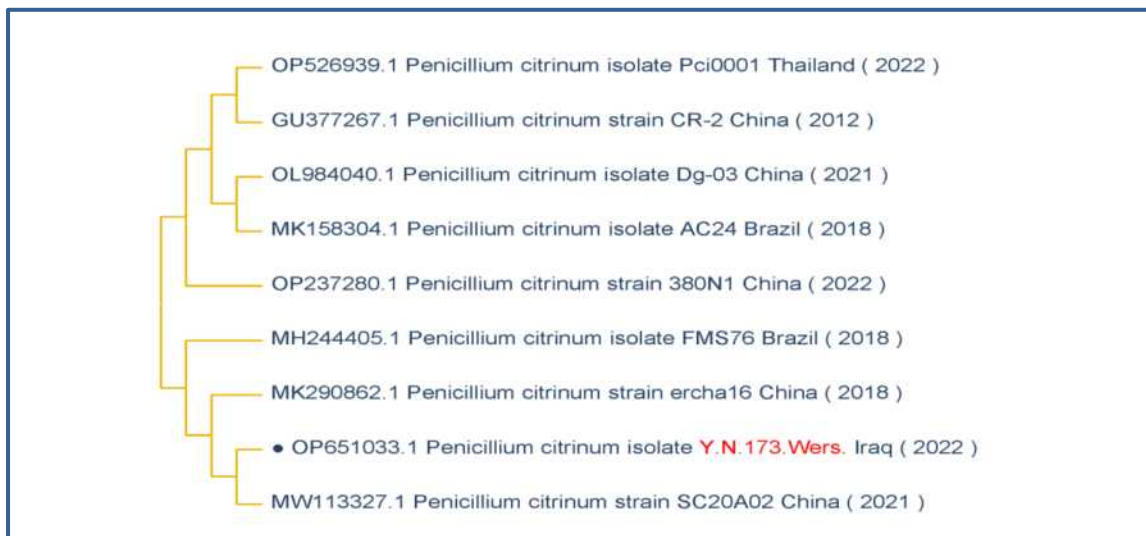 OP526939.1 Penicillium citrinum isolate Pci0001 Thailand ( 2022 )
GU377267.1 Penicillium citrinum strain CR-2 China ( 2012 )
OL984040.1 Penicillium citrinum isolate Dg-03 China ( 2021 )
MK158304.1 Penicillium citrinum isolate AC24 Brazil ( 2018 )
OP237280.1 Penicillium citrinum strain 380N1 China ( 2022 )
MH244405.1 Penicillium citrinum isolate FMS76 Brazil ( 2018 )
MK290862.1 Penicillium citrinum strain ercha16 China ( 2018 )
● OP651033.1 Penicillium citrinum isolate Y.N.173.Wers. Iraq ( 2022 )
MW113327.1 Penicillium citrinum strain SC20A02 China ( 2021 )